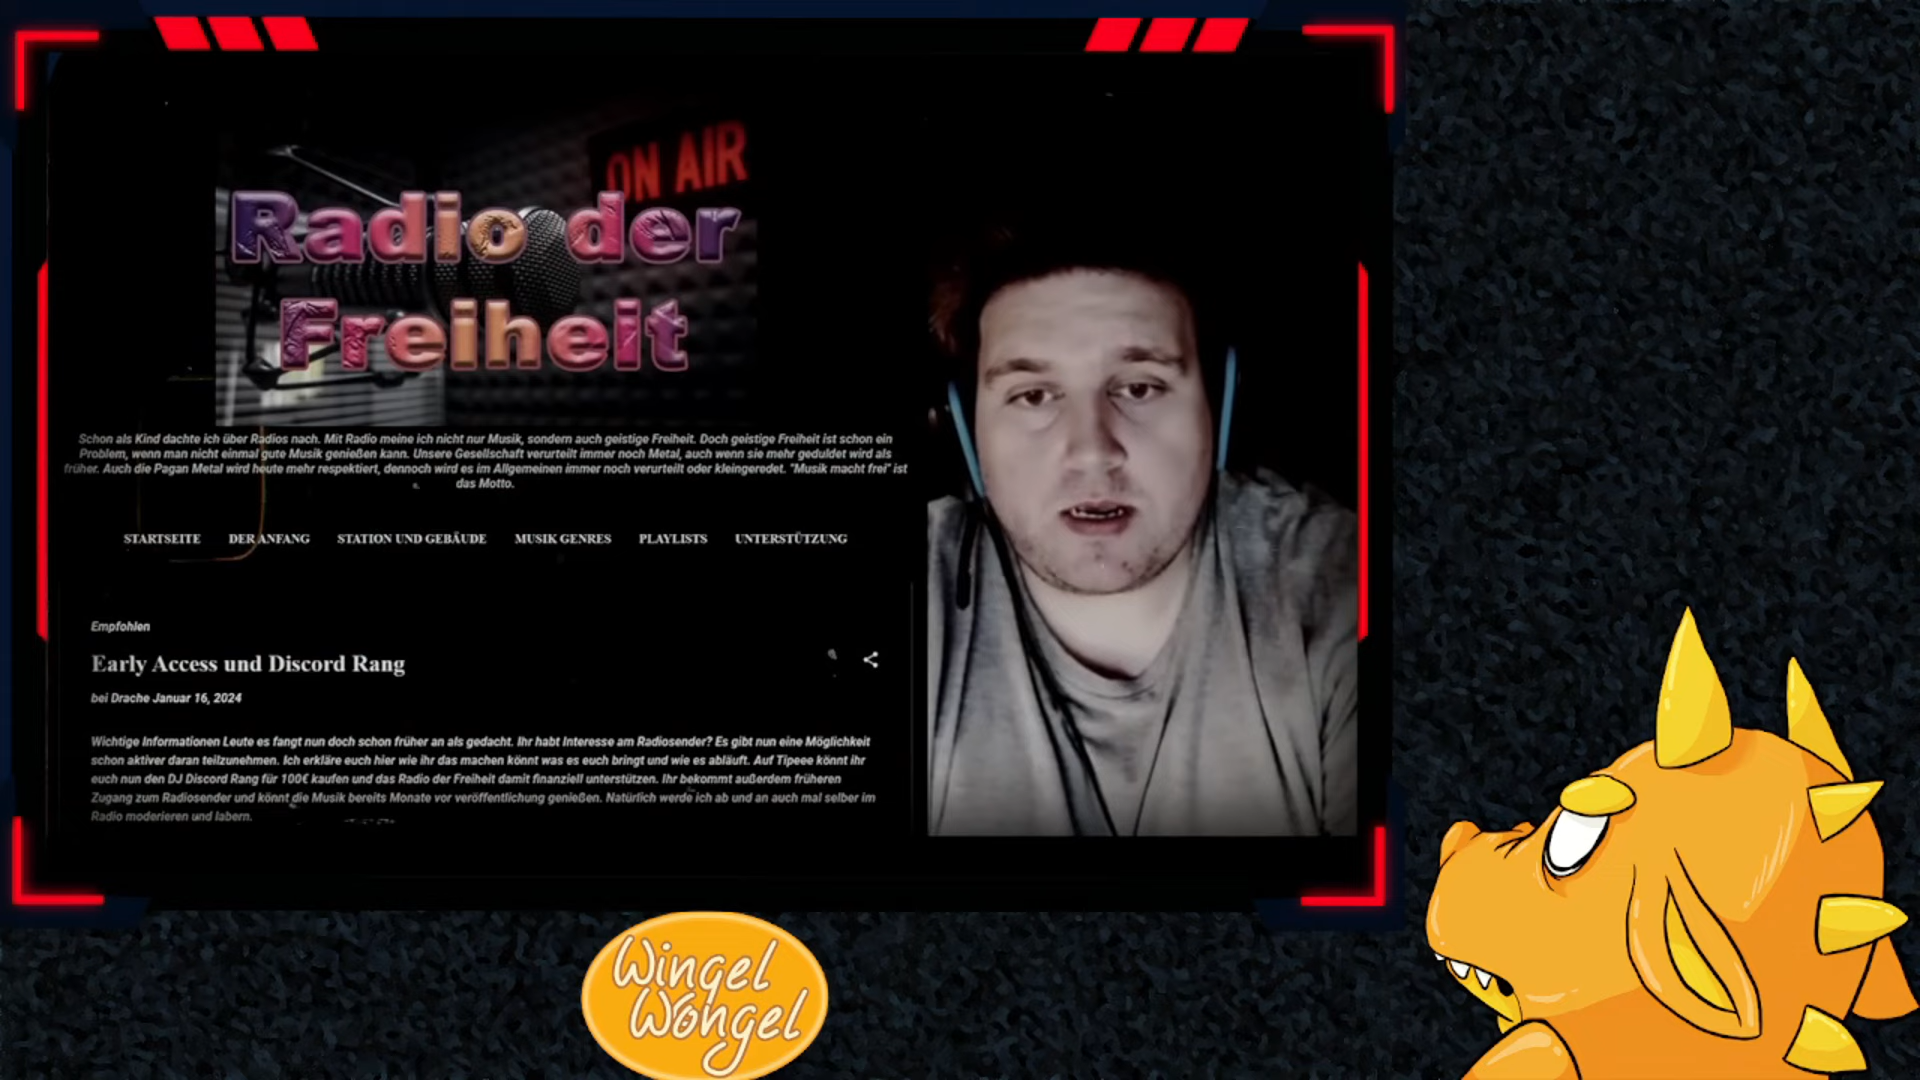 ON AIR
Radio der
Freiheit
Schon als Kind dachte ich über Radios nach. Mit Radio meine ich nicht nur Musik, sondern auch geistige Freiheit. Doch geistige Freiheit ist schon ein
Problem, wenn man nicht einmal gute Musik genießen kann. Unsere Gesellschaft verurteilt immer noch Metal, auch wenn sie mehr geduldet wird als
früher. Auch die Pagan Metal wird heute mehr respektiert, dennoch wird es im Allgemeinen immer noch verurteilt oder kleingeredet. "Musik macht frei" ist
das Motto.
STARTSEITE DER ANFANG STATION UND GEBÄUDE MUSIK GENRES PLAYLISTS UNTERSTÜTZUNG
Empfohlen
Early Access und Discord Rang
bei Drache Januar 16, 2024
Wichtige Informationen Leute es fangt nun doch schon früher an als gedacht. Ihr habt Interesse am Radiosender? Es gibt nun eine Möglichkeit
schon aktiver daran teilzunehmen. Ich erkläre euch hier wie ihr das machen könnt was es euch bringt und wie es abläuft. Auf Tipeee könnt ihr
euch nun den DJ Discord Rang für 100€ kaufen und das Radio der Freiheit damit finanziell unterstützen. Ihr bekommt außerdem früheren
Zugang zum Radiosender und könnt die Musik bereits Monate vor veröffentlichung genießen. Natürlich werde ich ab und an auch mal selber im
Radio moderieren und labern.
Wingel
Wongel